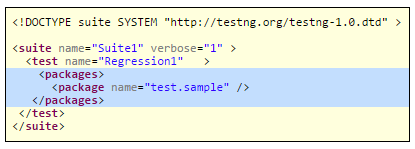 <!DOCTYPE suite SYSTEM "http://testng.org/testng-1.0.dtd" >
<suite name="Suite1" verbose="1" >
<test name="Regression1" >
<packages>
<package name="test.sample" />
</packages>
</test>
</suite>